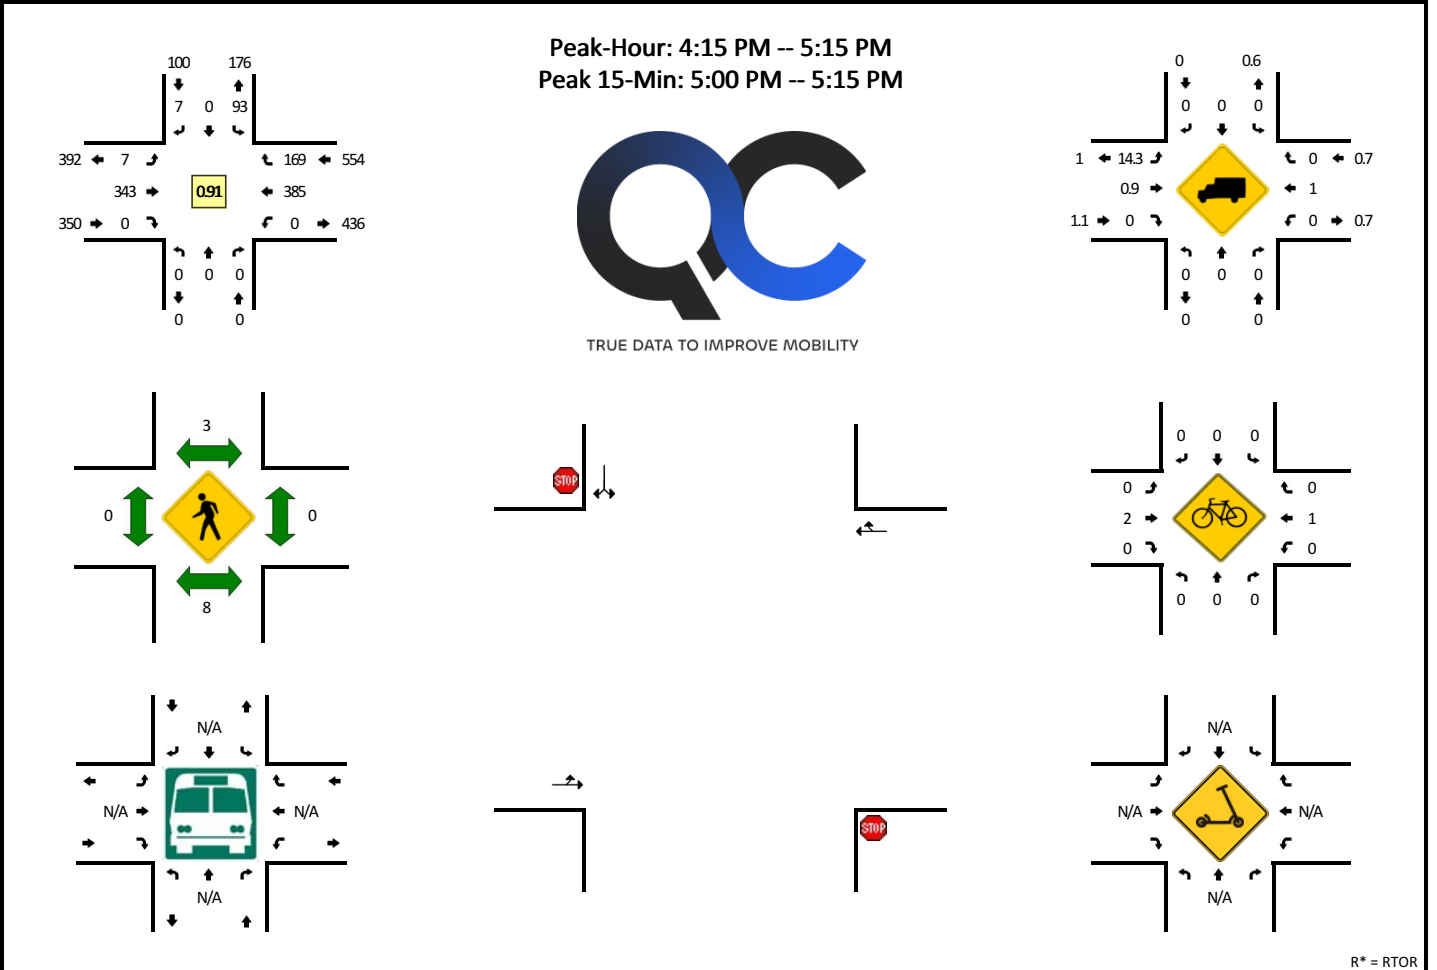 Peak-Hour: 4:15 PM -- 5:15 PM
Peak 15-Min: 5:00 PM -- 5:15 PM
100 176
7 0 93
392 7 169 554
343 0.91 385
350 0 0 436
0 0 0
0 0
QC
TRUE DATA TO IMPROVE MOBILITY
0 0.6
0 0 0
1 14.3 0 0.7
0.9 1
1.1 0 0 0.7
0 0 0
0 0
3
0 0
8
STOP
STOP
0 0 0
0 0
2 1
0 0
0 0 0
N/A
N/A N/A
N/A
N/A
N/A N/A
N/A
R* = RTOR